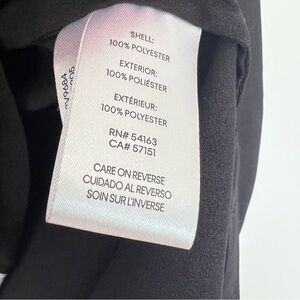 SHELL:
100% POLYESTER
EXTERIOR:
100% POLIÉSTER
EXTÉRIEUR:
100% POLYESTER
RN# 54163
CA# 57151
CARE ON REVERSE
CUIDADO AL REVERSO
SOIN SUR L'INVERSE